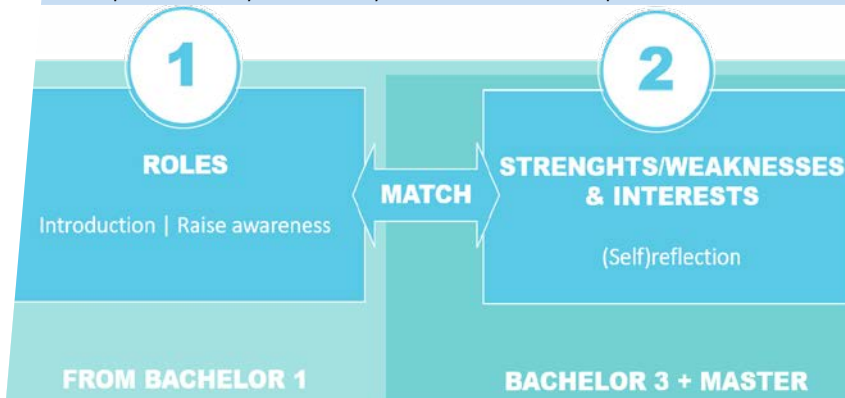 1
ROLES
Introduction | Raise awareness
FROM BACHELOR 1
MATCH
2
STRENGHTS/WEAKNESSES
& INTERESTS
(Self)reflection
BACHELOR 3 + MASTER